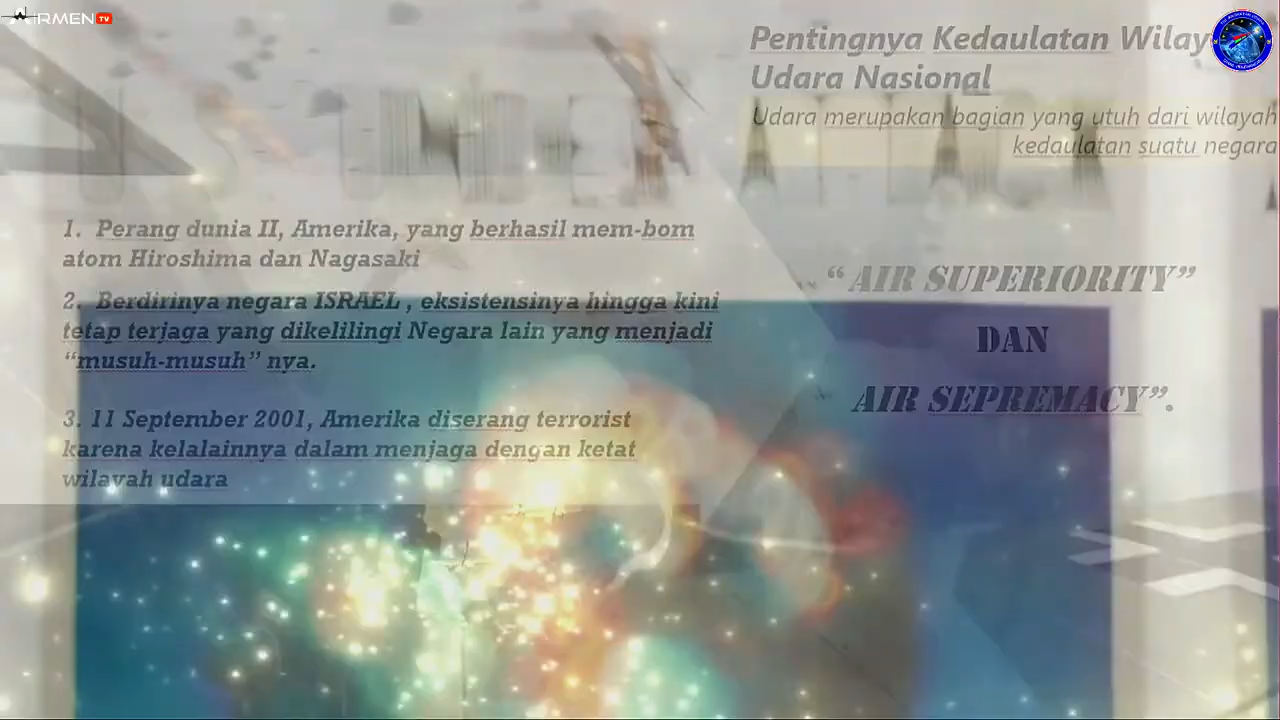 AIRMEN TV
Pentingnya Kedaulatan Wilay
Udara Nasional
Udara merupakan bagian yang utuh dari wilayah
kedaulatan suatu negara
1. Perang dunia II, Amerika, yang berhasil mem-bom
atom Hiroshima dan Nagasaki
2. Berdirinya negara ISRAEL , eksistensinya hingga kini
tetap terjaga yang dikelilingi Negara lain yang menjadi
“musuh-musuh” nya.
3. 11 September 2001, Amerika diserang terrorist
karena kelalainnya dalam menjaga dengan ketat
wilayah udara
“ AIR SUPERIORITY”
DAN
AIR SEPREMACY”.